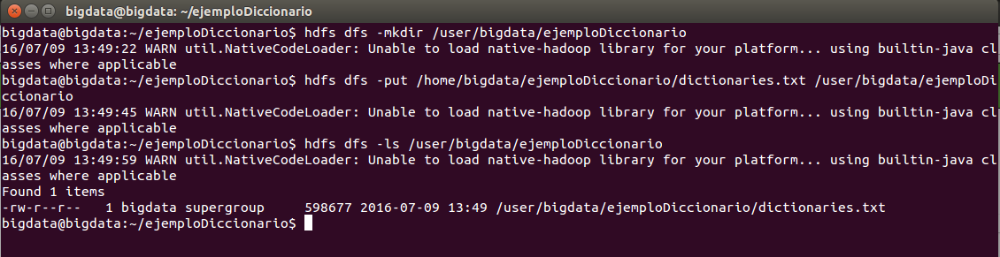 bigdata@bigdata: ~/ejemploDiccionario
bigdata@bigdata:~/ejemploDiccionario$ hdfs dfs -mkdir /user/bigdata/ejemploDiccionario
16/07/09 13:49:22 WARN util.NativeCodeLoader: Unable to load native-hadoop library for your platform... using builtin-java cl
asses where applicable
bigdata@bigdata:~/ejemploDiccionario$ hdfs dfs -put /home/bigdata/ejemploDiccionario/dictionaries.txt /user/bigdata/ejemploDi
ccionario
16/07/09 13:49:45 WARN util.NativeCodeLoader: Unable to load native-hadoop library for your platform... using builtin-java cl
asses where applicable
bigdata@bigdata:~/ejemploDiccionario$ hdfs dfs -ls /user/bigdata/ejemploDiccionario
16/07/09 13:49:59 WARN util.NativeCodeLoader: Unable to load native-hadoop library for your platform... using builtin-java cl
asses where applicable
Found 1 items
-rw-r--r--   1 bigdata supergroup     598677 2016-07-09 13:49 /user/bigdata/ejemploDiccionario/dictionaries.txt
bigdata@bigdata:~/ejemploDiccionario$